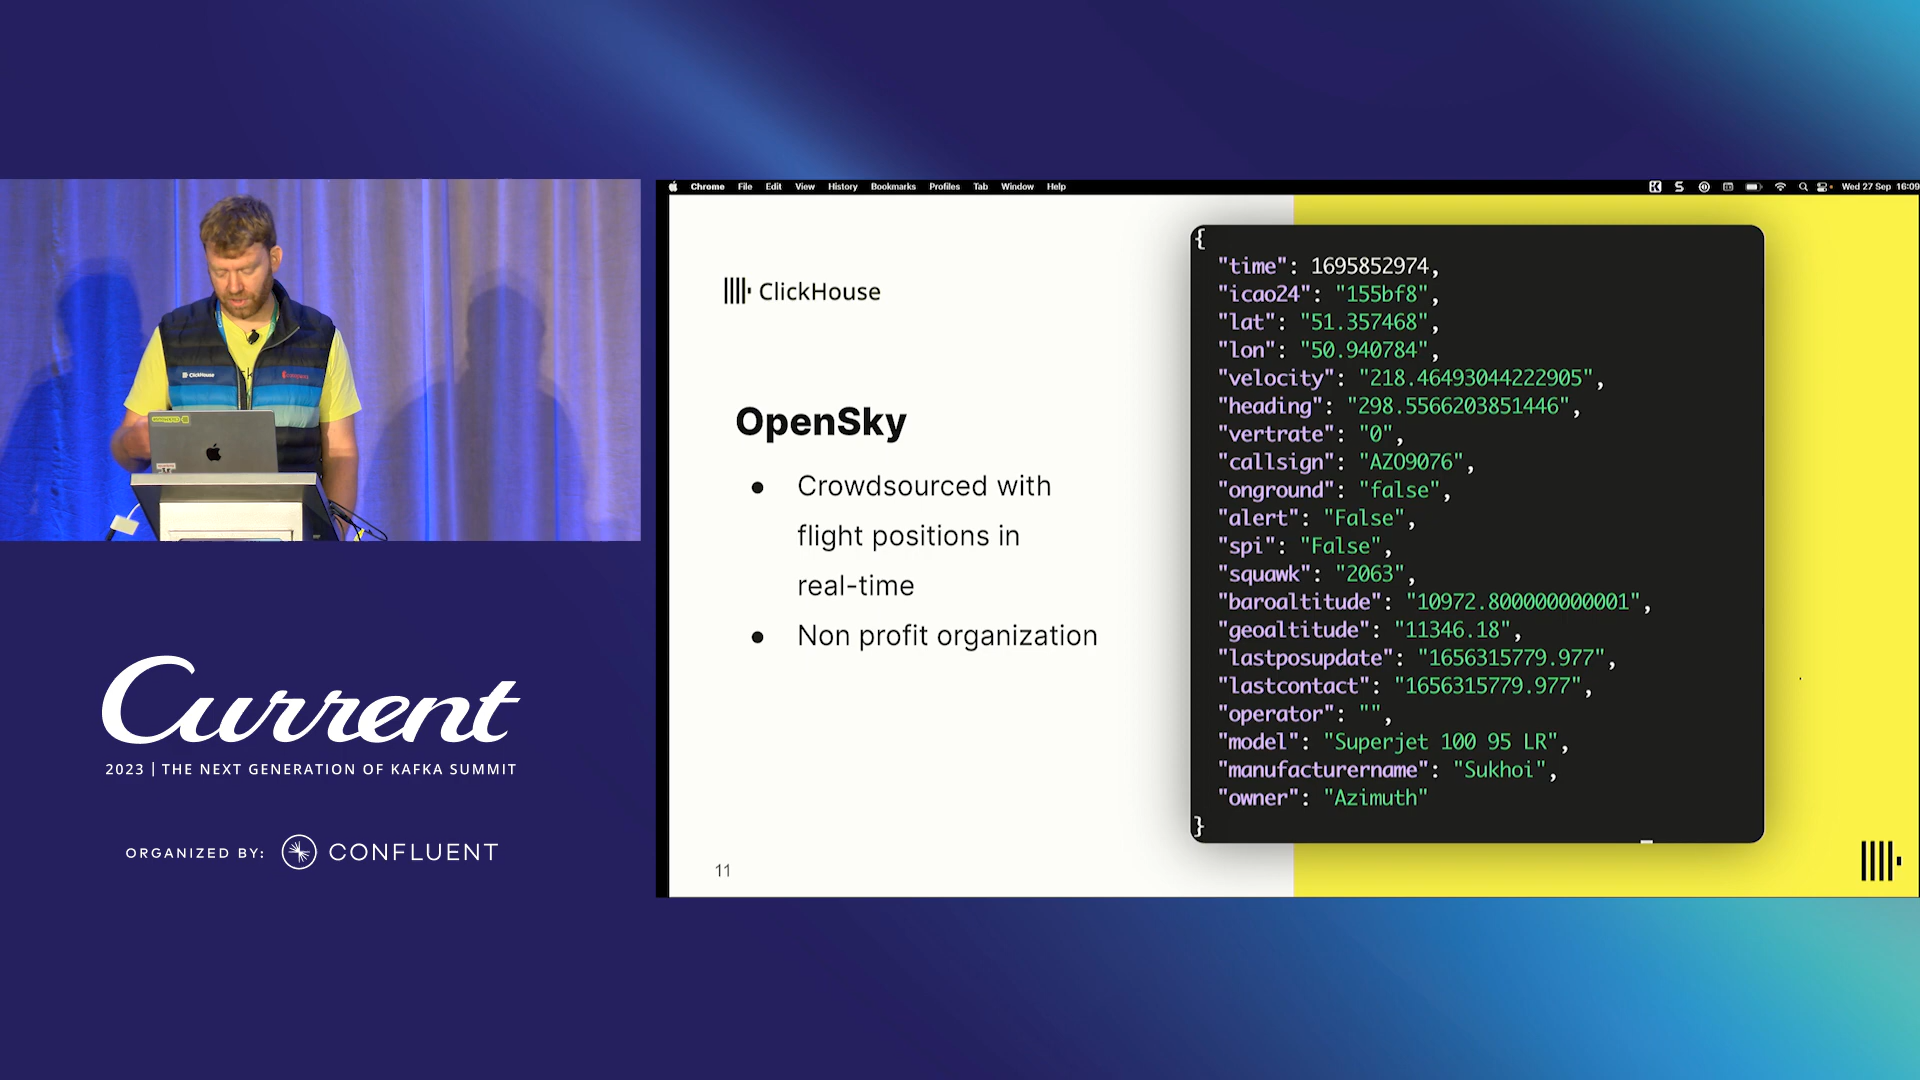 Chrome File Edit View History Bookmarks Profiles Tab Window Help
Wed 27 Sep 16:09
ClickHouse
OpenSky
● Crowdsourced with
flight positions in
real-time
● Non profit organization
11
{
"time": 1695852974,
"icao24": "155bf8",
"lat": "51.357468",
"lon": "50.940784",
"velocity": "218.46493044222905",
"heading": "298.5566203851446",
"vertrate": "0",
"callsign": "AZO9076",
"onground": "false",
"alert": "False",
"spi": "False",
"squawk": "2063",
"baroaltitude": "10972.800000000001",
"geoaltitude": "11346.18",
"lastposupdate": "1656315779.977",
"lastcontact": "1656315779.977",
"operator": "",
"model": "Superjet 100 95 LR",
"manufacturername": "Sukhoi",
"owner": "Azimuth"
}
ClickHouse
Current
2023 | THE NEXT GENERATION OF KAFKA SUMMIT
ORGANIZED BY: CONFLUENT